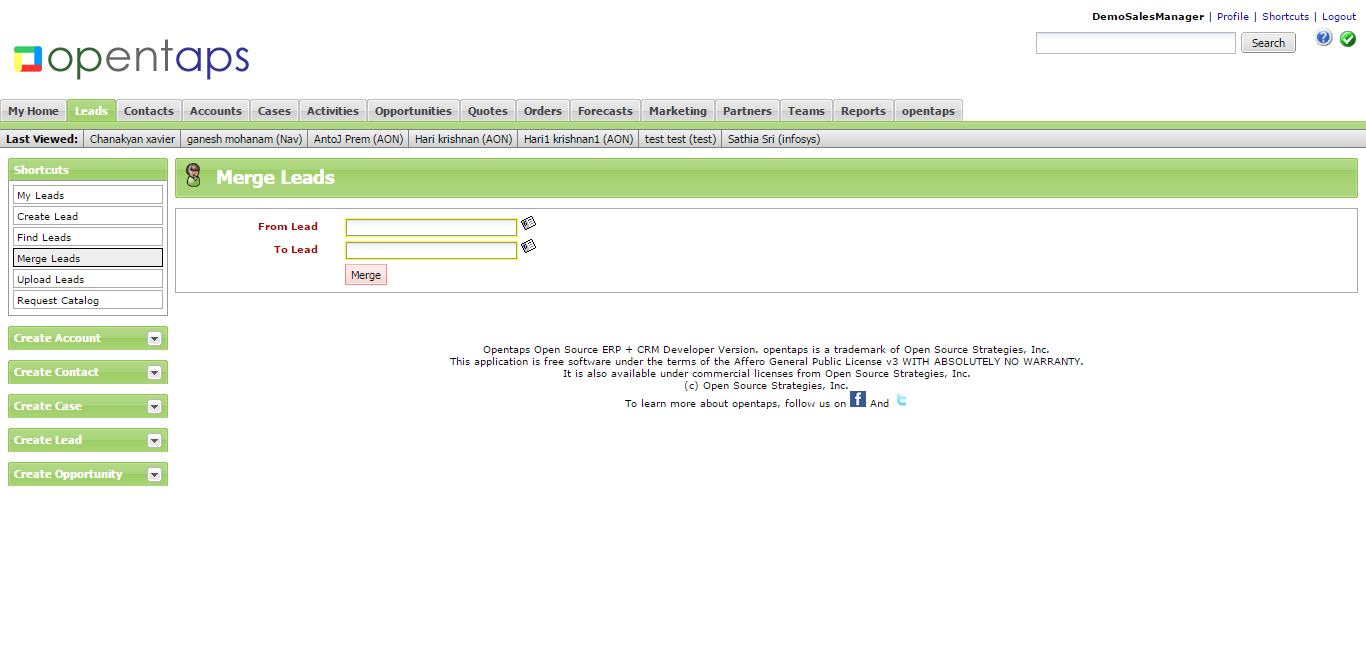 DemoSalesManager | Profile | Shortcuts | Logout
opentaps
Search
My Home Leads Contacts Accounts Cases Activities Opportunities Quotes Orders Forecasts Marketing Partners Teams Reports opentaps
Last Viewed: Chanakyan xavier ganesh mohanam (Nav) AntoJ Prem (AON) Hari krishnan (AON) Hari1 krishnan1 (AON) test test (test) Sathia Sri (infosys)
Shortcuts
My Leads
Create Lead
Find Leads
Merge Leads
Upload Leads
Request Catalog
Create Account
Create Contact
Create Case
Create Lead
Create Opportunity
Merge Leads
From Lead
To Lead
Merge
Opentaps Open Source ERP + CRM Developer Version. opentaps is a trademark of Open Source Strategies, Inc.
This application is free software under the terms of the Affero General Public License v3 WITH ABSOLUTELY NO WARRANTY.
It is also available under commercial licenses from Open Source Strategies, Inc.
(c) Open Source Strategies, Inc.
To learn more about opentaps, follow us on f And t